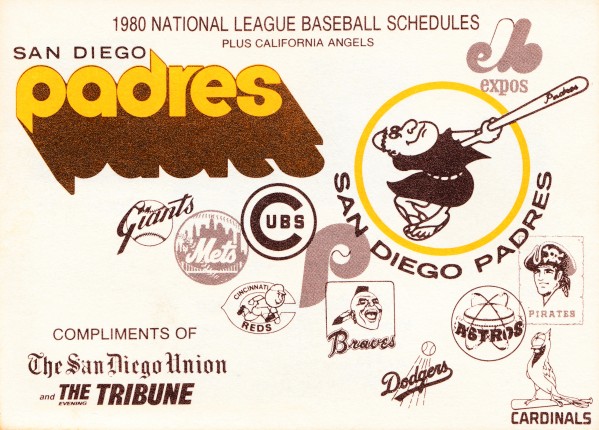 1980 NATIONAL LEAGUE BASEBALL SCHEDULES
PLUS CALIFORNIA ANGELS
SAN DIEGO
padres
padres
expos
Padres
SAN DIEGO PADRES
Giants
Mets
CUBS
CINCINNATI
REDS
Braves
Dodgers
ASTROS
PIRATES
CARDINALS
COMPLIMENTS OF
The San Diego Union
and THE EVENING TRIBUNE